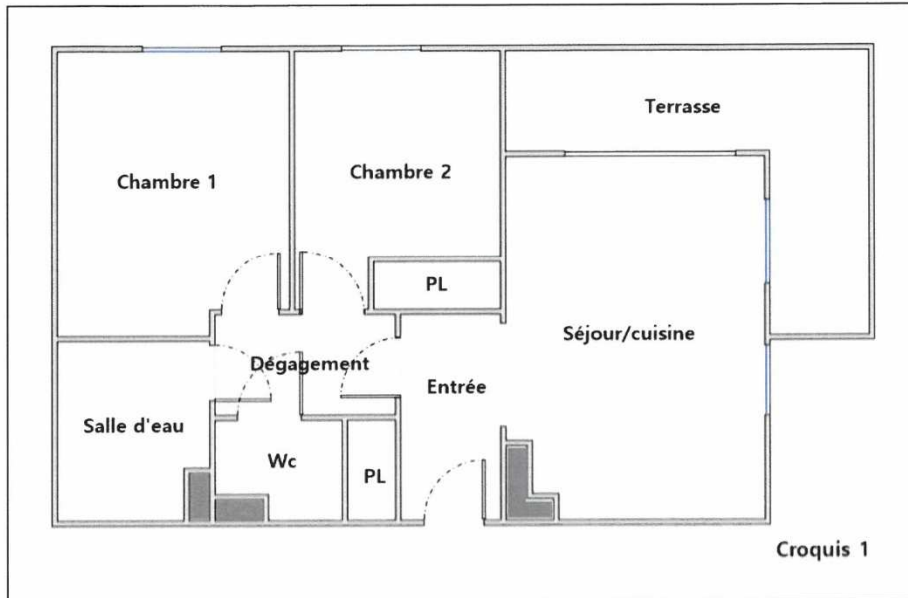 Terrasse
Chambre 1
Chambre 2
PL
Séjour/cuisine
Dégagement
Entrée
Salle d'eau
Wc
PL
Croquis 1